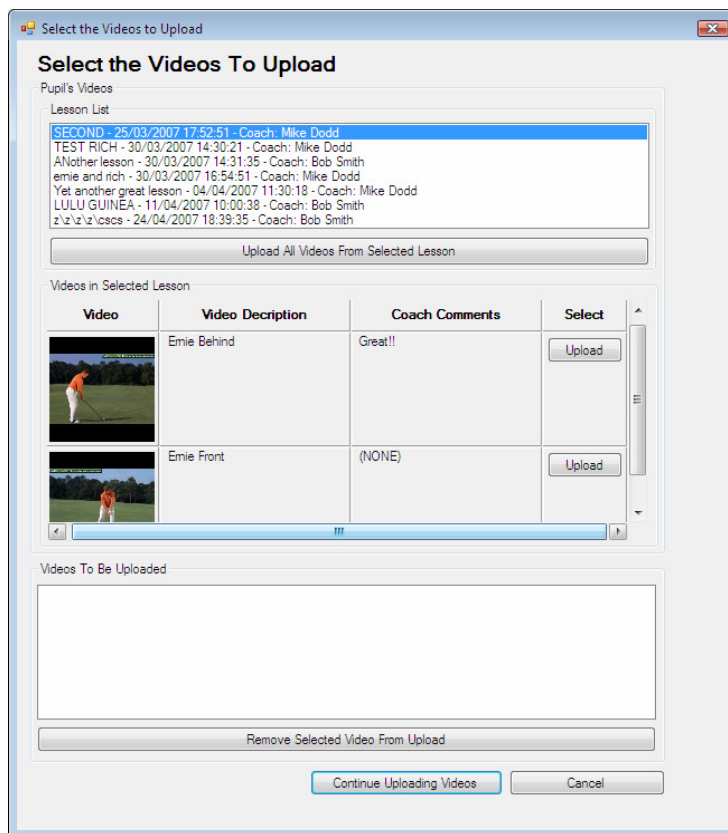 Select the Videos to Upload
Select the Videos To Upload
Pupil's Videos
Lesson List
SECOND - 25/03/2007 17:52:51 - Coach: Mike Dodd
TEST RICH - 30/03/2007 14:30:21 - Coach: Mike Dodd
ANother lesson - 30/03/2007 14:31:35 - Coach: Bob Smith
ernie and rich - 30/03/2007 16:54:51 - Coach: Mike Dodd
Yet another great lesson - 04/04/2007 11:30:18 - Coach: Mike Dodd
LULU GUINEA - 11/04/2007 10:00:38 - Coach: Bob Smith
z\z\z\z\cscs - 24/04/2007 18:39:35 - Coach: Bob Smith
Upload All Videos From Selected Lesson
Videos in Selected Lesson
Video Video Decription Coach Comments Select
Ernie Behind Great!! Upload
Ernie Front (NONE) Upload
Videos To Be Uploaded
Remove Selected Video From Upload
Continue Uploading Videos Cancel